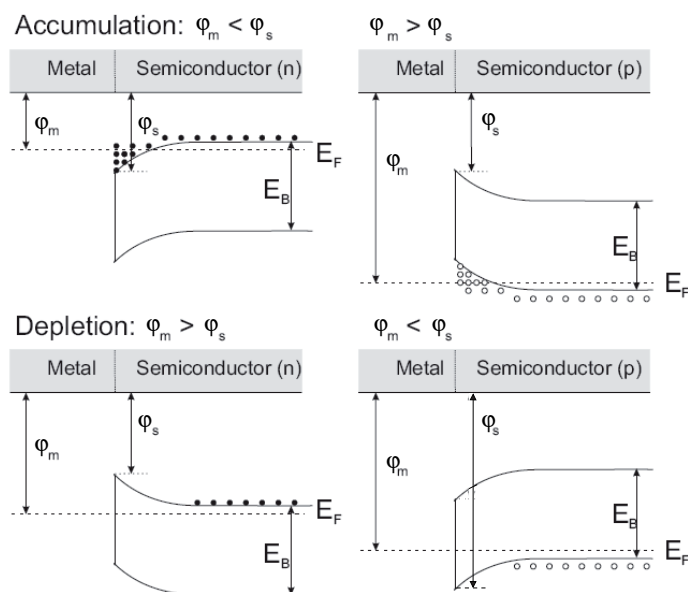 Accumulation: φm < φs
φm > φs
Metal
Semiconductor (n)
Metal
Semiconductor (p)
φm
φs
EF
EB
φm
φs
EB
EF
Depletion: φm > φs
φm < φs
Metal
Semiconductor (n)
Metal
Semiconductor (p)
φm
φs
EF
EB
φm
φs
EB
EF